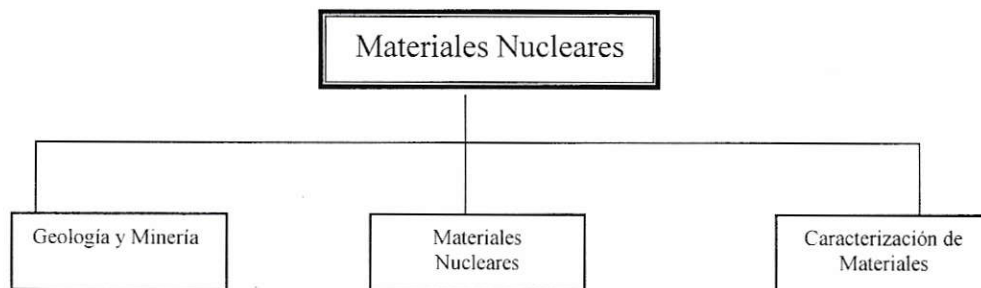 Materiales Nucleares
Geología y Minería
Materiales
Nucleares
Caracterización de
Materiales